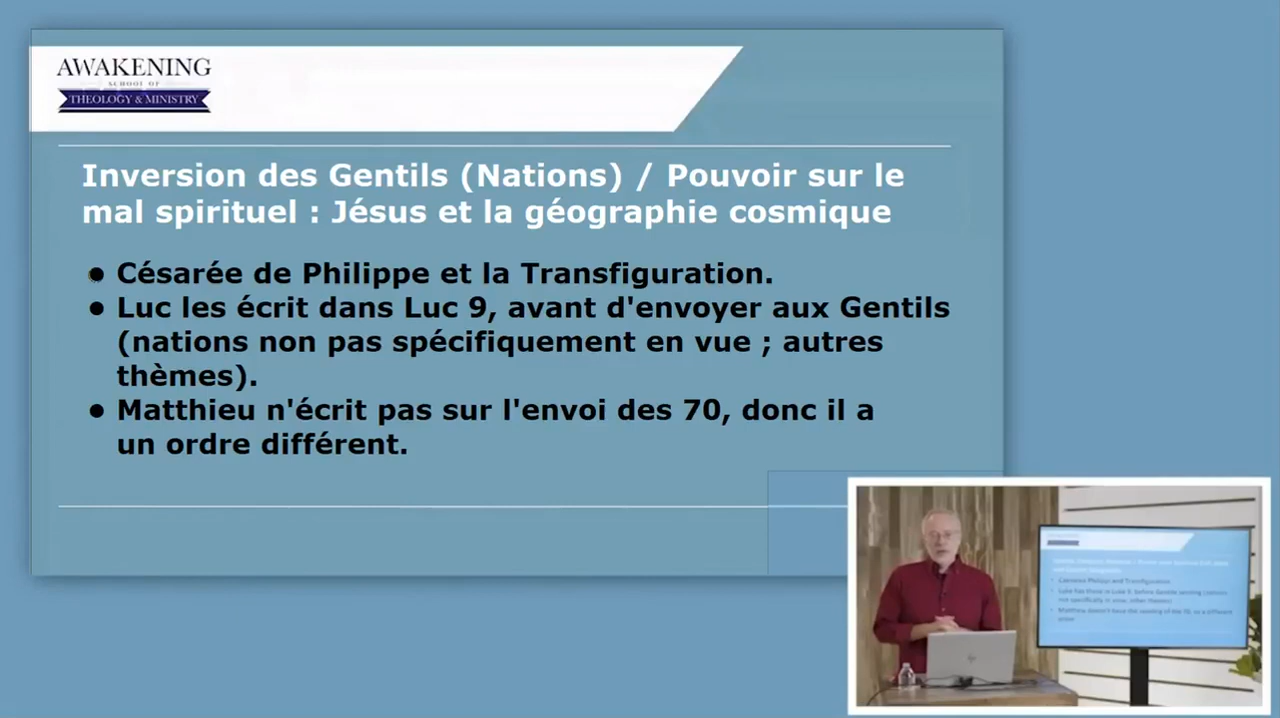 AWAKENING
SCHOOL OF
THEOLOGY & MINISTRY
Inversion des Gentils (Nations) / Pouvoir sur le
mal spirituel : Jésus et la géographie cosmique
● Césarée de Philippe et la Transfiguration.
● Luc les écrit dans Luc 9, avant d'envoyer aux Gentils
(nations non pas spécifiquement en vue ; autres
thèmes).
● Matthieu n'écrit pas sur l'envoi des 70, donc il a
un ordre différent.
AWAKENING